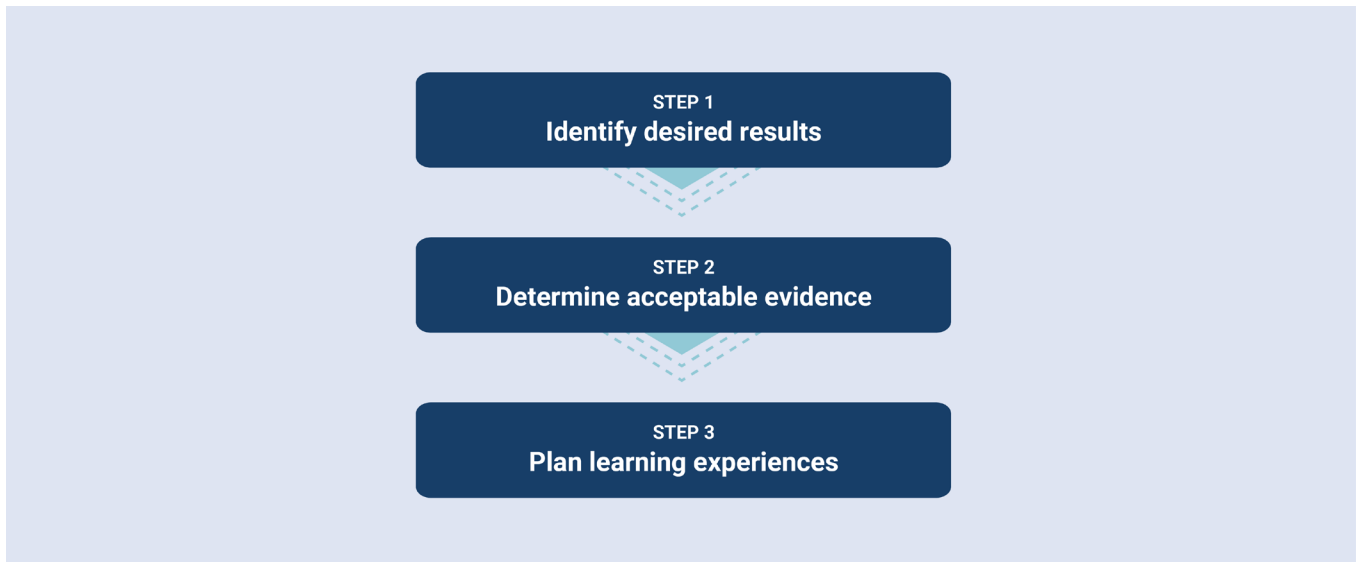 STEP 1
Identify desired results
STEP 2
Determine acceptable evidence
STEP 3
Plan learning experiences